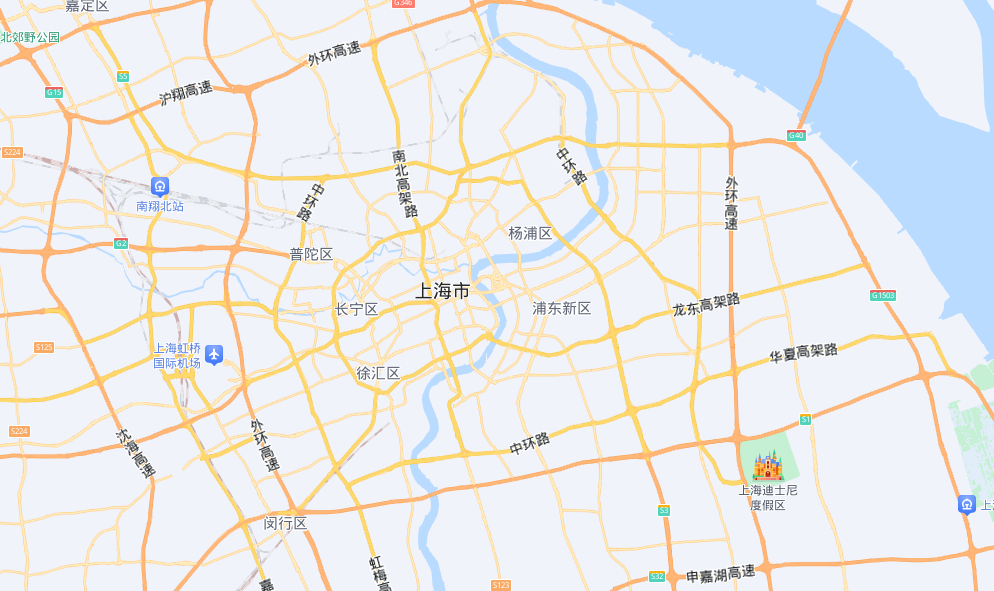 G346
嘉定区
北郊野公园
外环高速
S5
G15
沪翔高速
G40
S224
南北高架路
中环路
中环路
外环高速
南翔北站
杨浦区
G2
普陀区
上海市
G1503
长宁区
浦东新区
龙东高架路
S125
上海虹桥
国际机场
华夏高架路
徐汇区
S1
S224
沈海高速
外环高速
中环路
上海迪士尼
度假区
S3
上
闵行区
虹梅高
S32
申嘉湖高速
S123
嘉